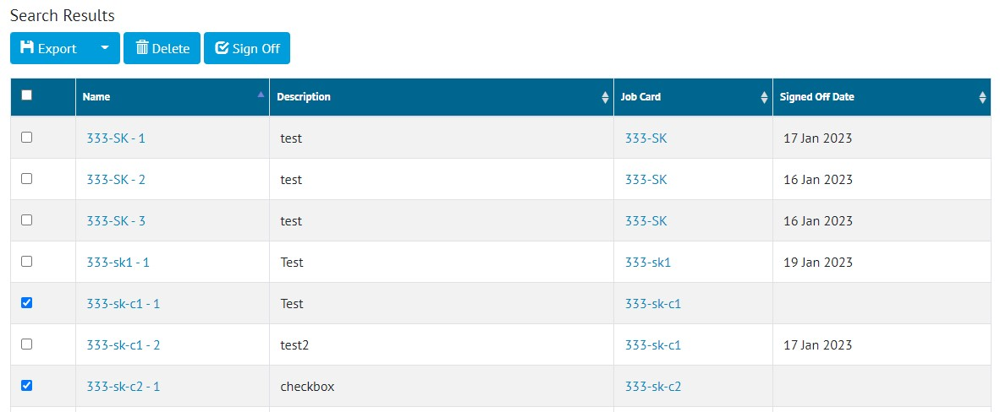 Search Results
Export Delete Sign Off
Name Description Job Card Signed Off Date
333-SK - 1 test 333-SK 17 Jan 2023
333-SK - 2 test 333-SK 16 Jan 2023
333-SK - 3 test 333-SK 16 Jan 2023
333-sk1 - 1 Test 333-sk1 19 Jan 2023
333-sk-c1 - 1 Test 333-sk-c1
333-sk-c1 - 2 test2 333-sk-c1 17 Jan 2023
333-sk-c2 - 1 checkbox 333-sk-c2